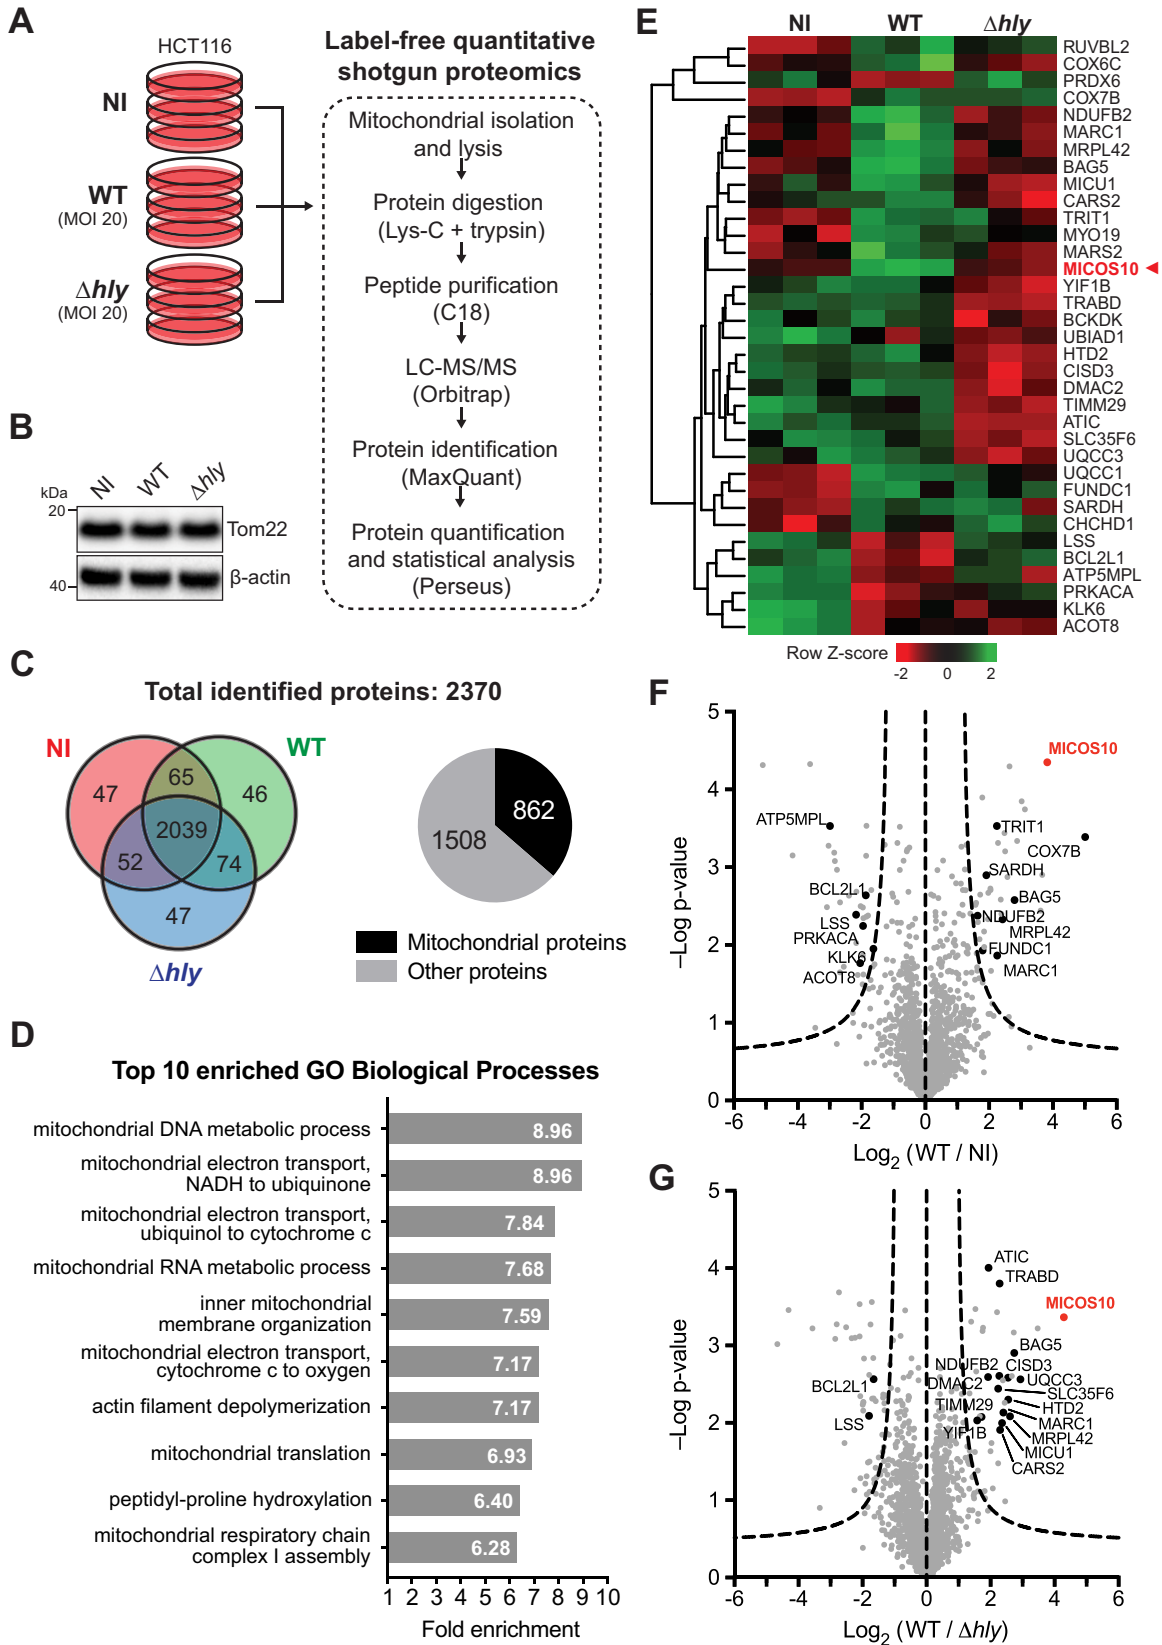 A
HCT116
NI
WT
(MOI 20)
Δhly
(MOI 20)
Label-free quantitative
shotgun proteomics
Mitochondrial isolation
and lysis
Protein digestion
(Lys-C + trypsin)
Peptide purification
(C18)
LC-MS/MS
(Orbitrap)
Protein identification
(MaxQuant)
Protein quantification
and statistical analysis
(Perseus)
B
kDa
NI
WT
Δhly
20
Tom22
40
β-actin
C
Total identified proteins: 2370
NI
WT
47
65
46
2039
52
74
47
Δhly
862
1508
Mitochondrial proteins
Other proteins
D
Top 10 enriched GO Biological Processes
mitochondrial DNA metabolic process
8.96
mitochondrial electron transport,
NADH to ubiquinone
8.96
mitochondrial electron transport,
ubiquinol to cytochrome c
7.84
mitochondrial RNA metabolic process
7.68
inner mitochondrial
membrane organization
7.59
mitochondrial electron transport,
cytochrome c to oxygen
7.17
actin filament depolymerization
7.17
mitochondrial translation
6.93
peptidyl-proline hydroxylation
6.40
mitochondrial respiratory chain
complex I assembly
6.28
1 2 3 4 5 6 7 8 9 10
Fold enrichment
E
NI WT Δhly
RUVBL2
COX6C
PRDX6
COX7B
NDUFB2
MARC1
MRPL42
BAG5
MICU1
CARS2
TRIT1
MYO19
MARS2
MICOS10
YIF1B
TRABD
BCKDK
UBIAD1
HTD2
CISD3
DMAC2
TIMM29
ATIC
SLC35F6
UQCC3
UQCC1
FUNDC1
SARDH
CHCHD1
LSS
BCL2L1
ATP5MPL
PRKACA
KLK6
ACOT8
Row Z-score
-2 0 2
F
5
4
3
2
1
0
–Log p-value
MICOS10
ATP5MPL
TRIT1
COX7B
SARDH
BCL2L1
BAG5
LSS
NDUFB2
MRPL42
PRKACA
FUNDC1
KLK6
MARC1
ACOT8
-6 -4 -2 0 2 4 6
Log2 (WT / NI)
G
5
4
3
2
1
0
–Log p-value
ATIC
TRABD
MICOS10
BAG5
NDUFB2
CISD3
BCL2L1
DMAC2
UQCC3
SLC35F6
TIMM29
HTD2
LSS
MARC1
YIF1B
MRPL42
MICU1
CARS2
-6 -4 -2 0 2 4 6
Log2 (WT / Δhly)